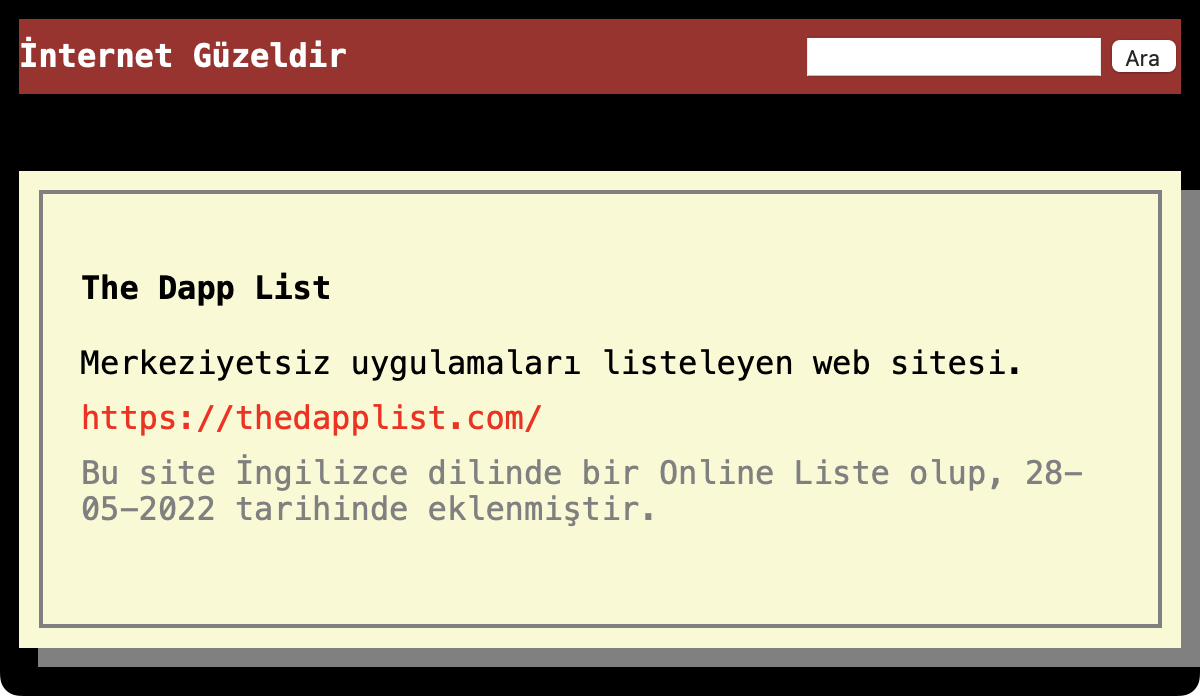 İnternet Güzeldir
Ara
The Dapp List
Merkeziyetsiz uygulamaları listeleyen web sitesi.
https://thedapplist.com/
Bu site İngilizce dilinde bir Online Liste olup, 28-
05-2022 tarihinde eklenmiştir.